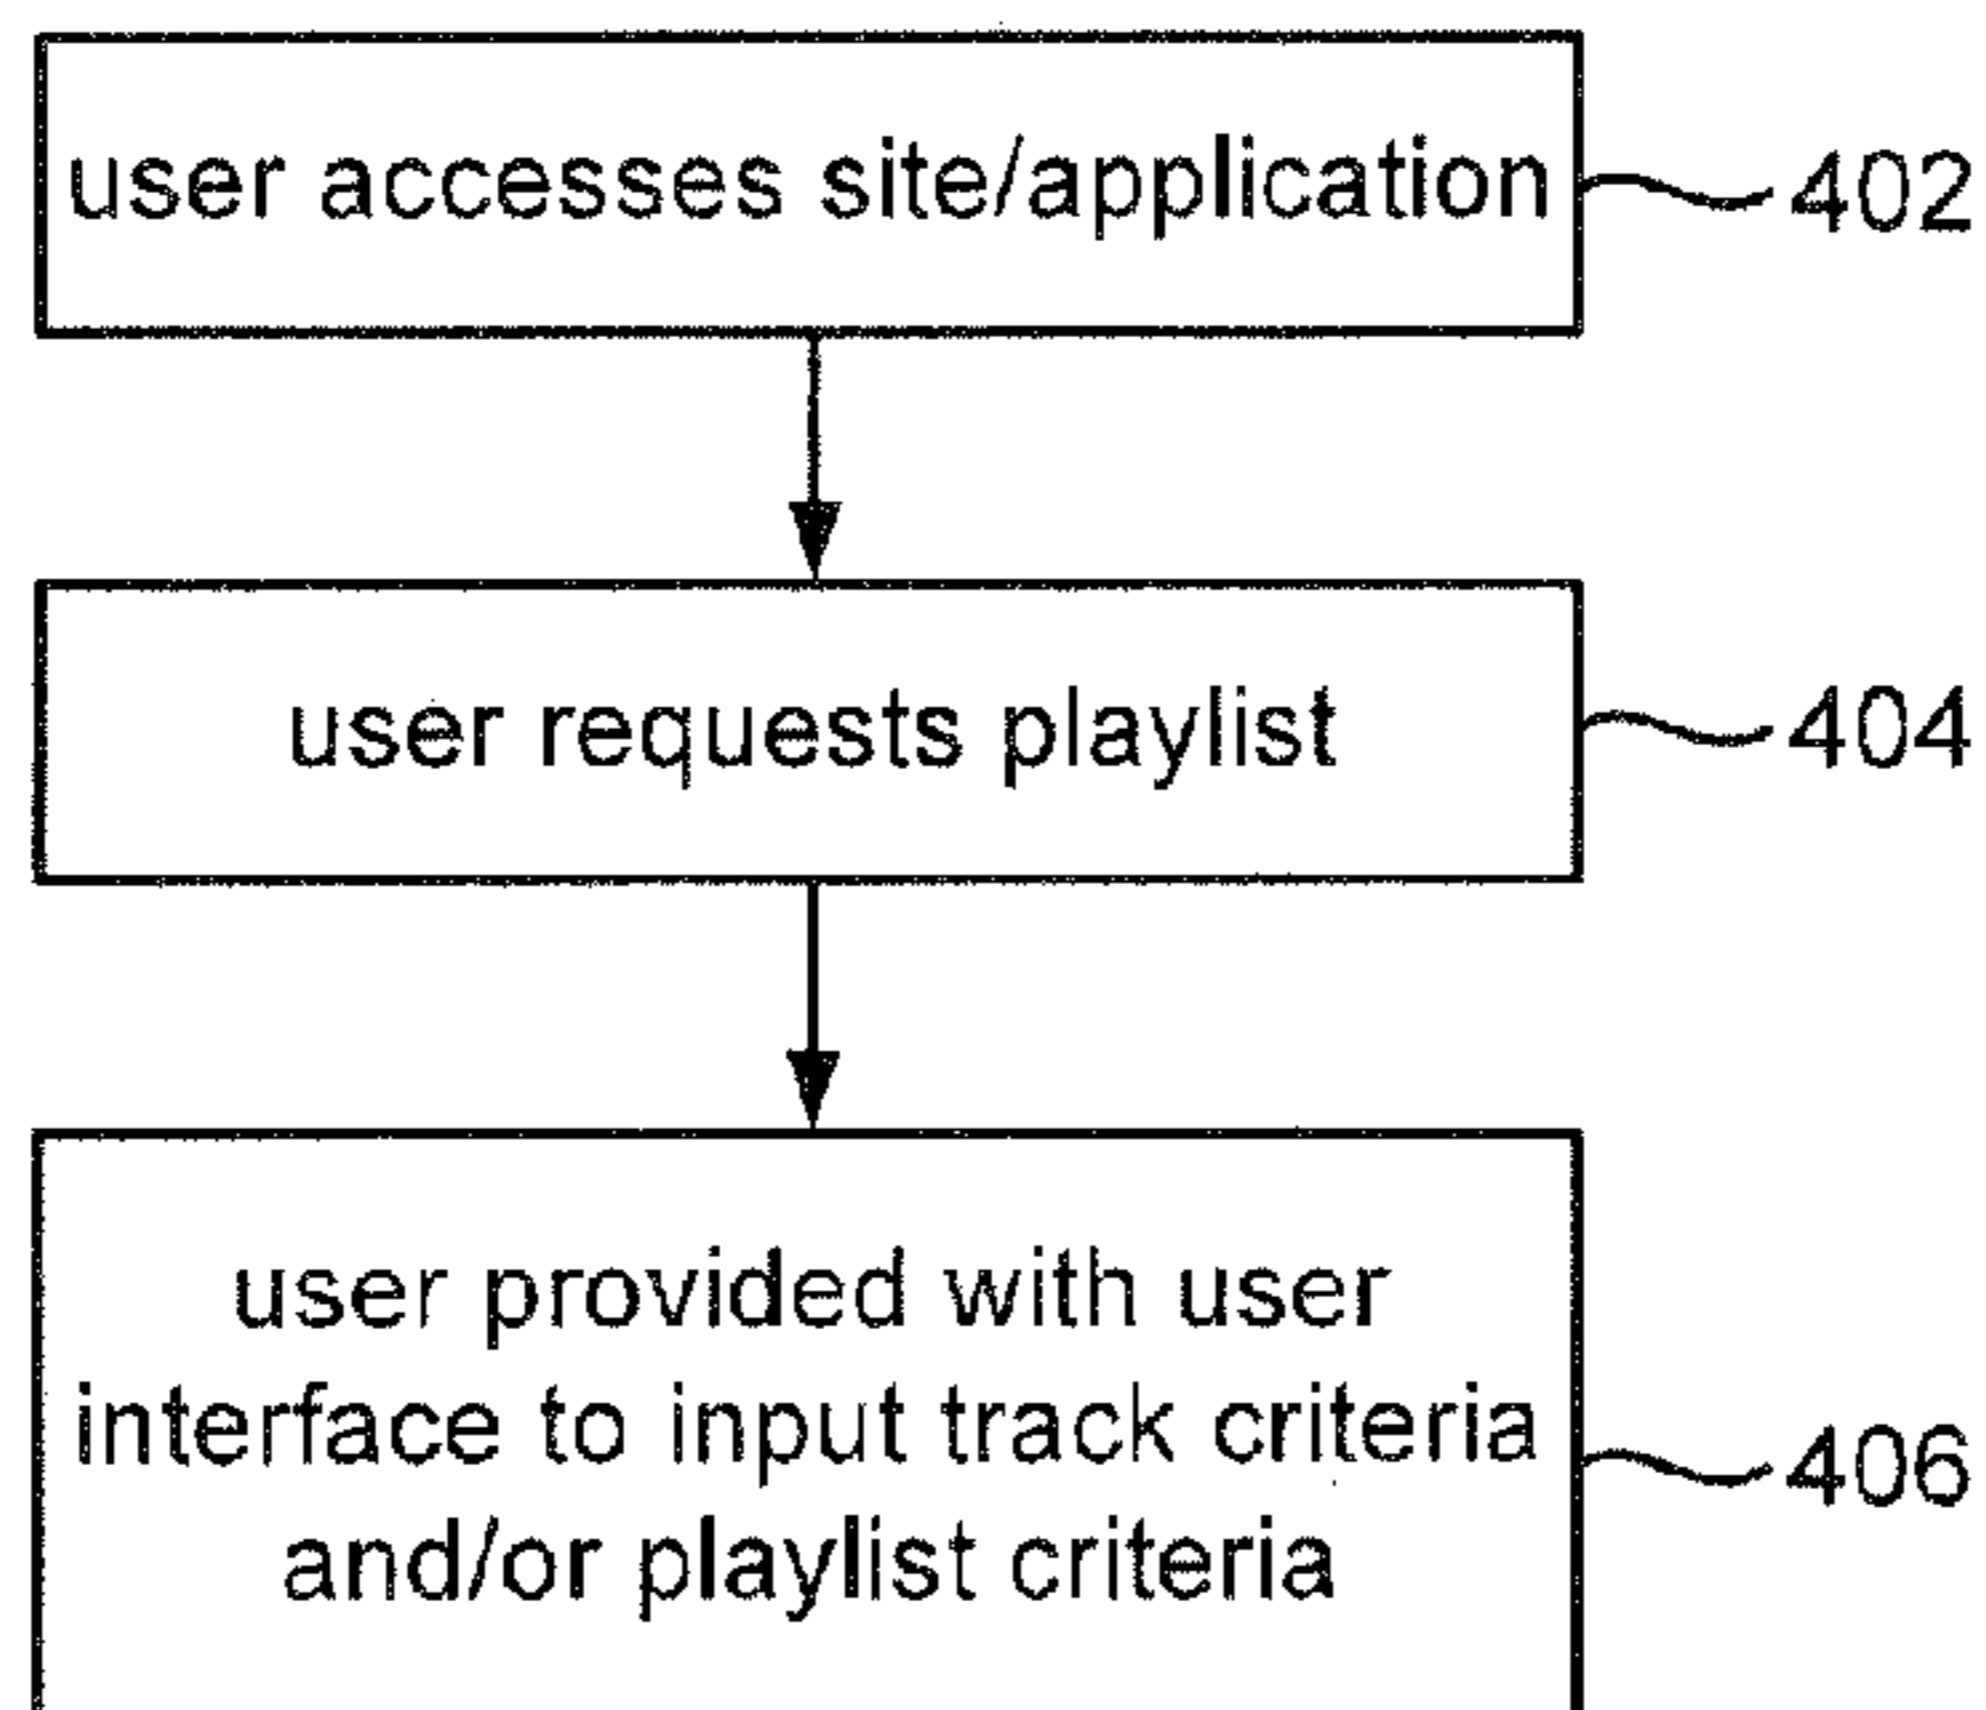 user accesses site/application
402
user requests playlist
404
user provided with user
interface to input track criteria
and/or playlist criteria
406